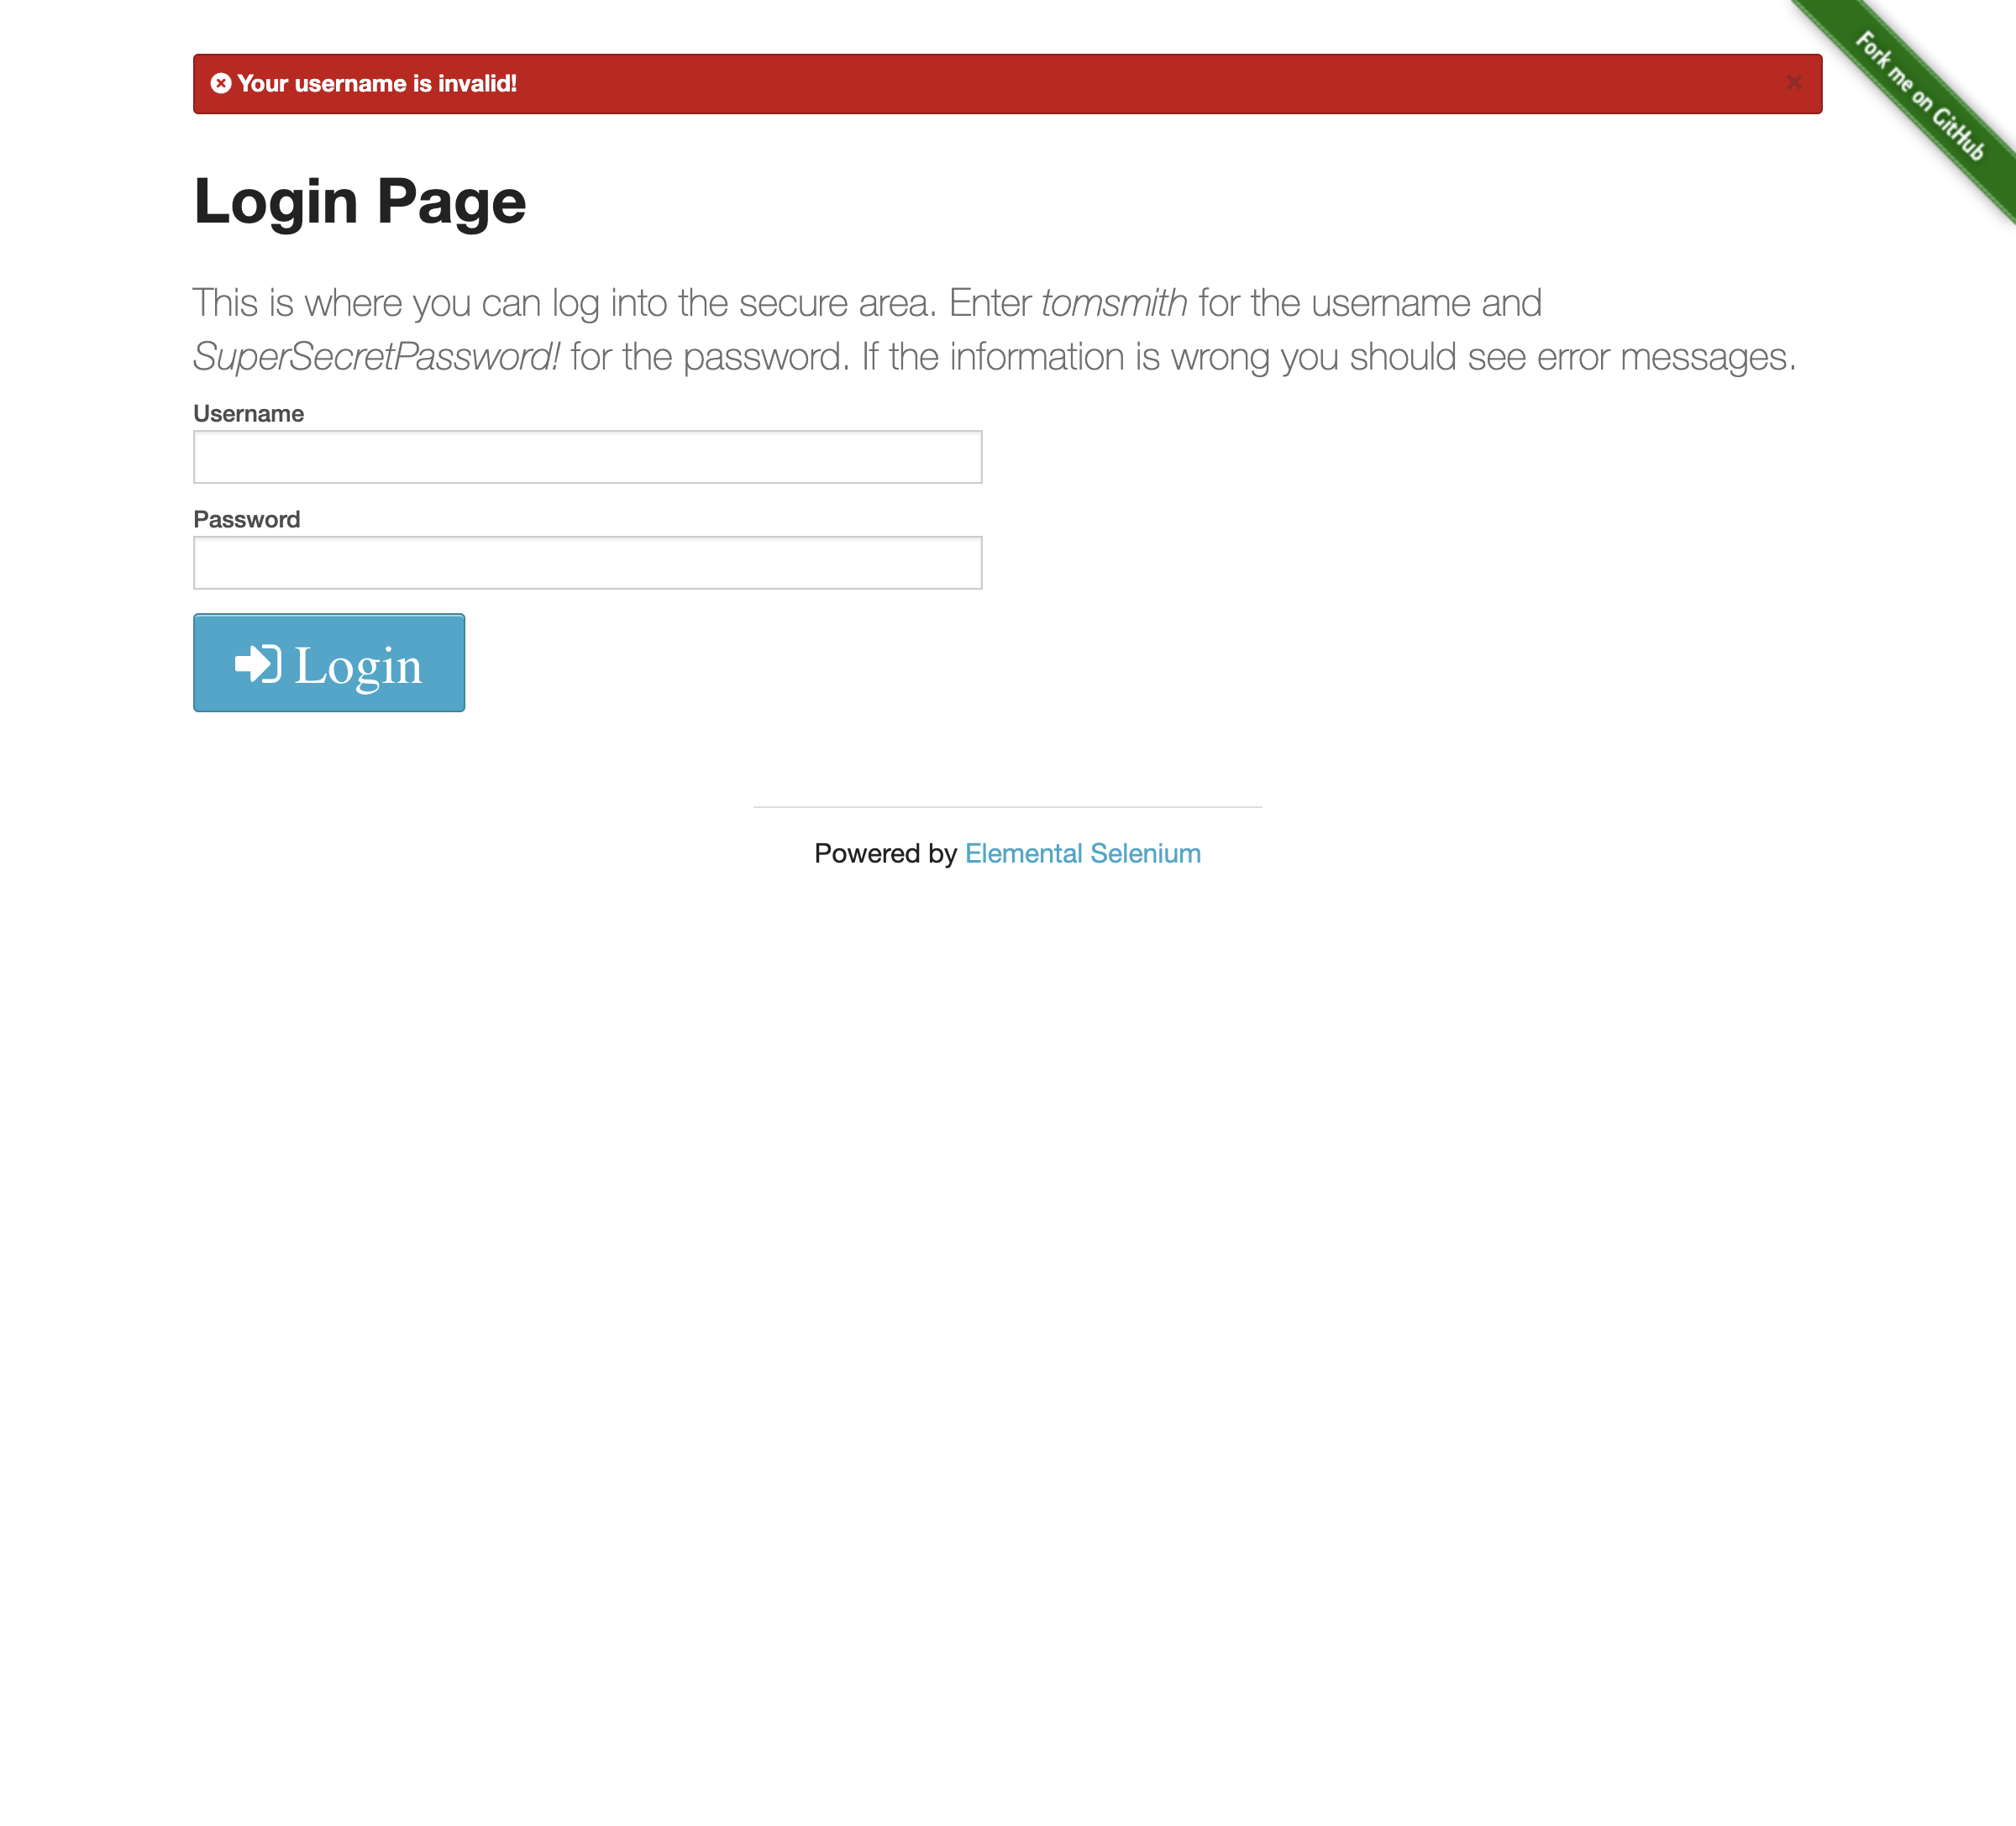 Your username is invalid!
Fork me on GitHub
Login Page
This is where you can log into the secure area. Enter tomsmith for the username and
SuperSecretPassword! for the password. If the information is wrong you should see error messages.
Username
Password
Login
Powered by Elemental Selenium